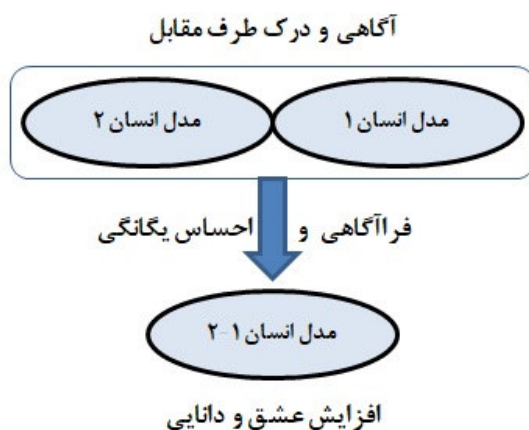 آگاهی و درک طرف مقابل
مدل انسان ۱ مدل انسان ۲
احساس یگانگی و فراآگاهی
مدل انسان ۱-۲
افزایش عشق و دانایی